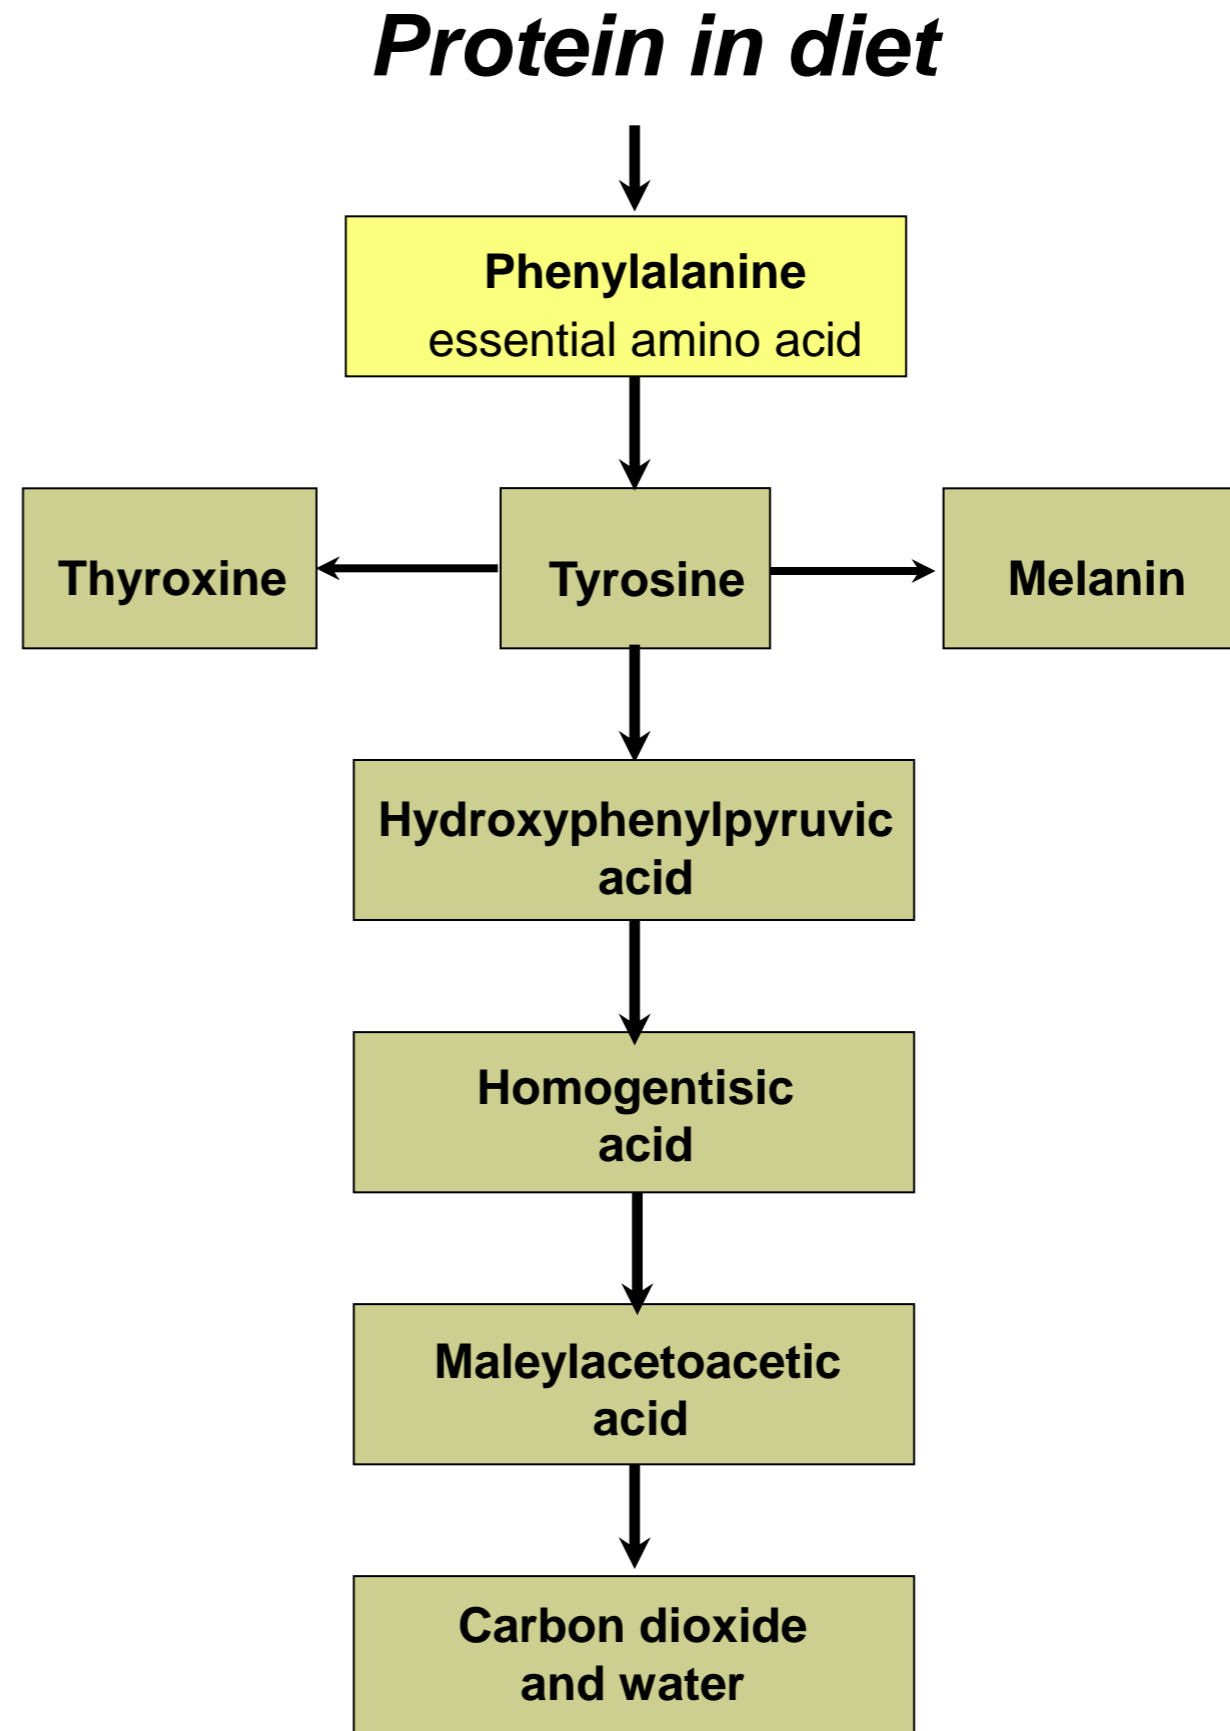 Protein in diet
Phenylalanine
essential amino acid
Thyroxine
Tyrosine
Melanin
Hydroxyphenylpyruvic
acid
Homogentisic
acid
Maleylacetoacetic
acid
Carbon dioxide
and water